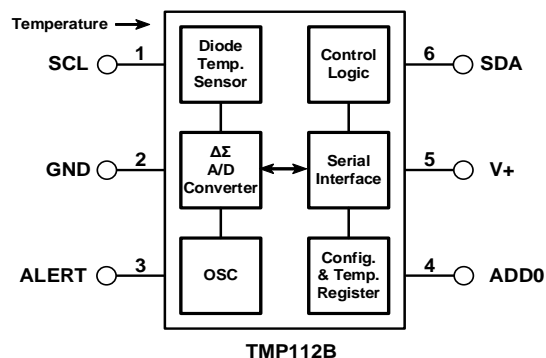 Temperature
SCL
1
GND
2
ALERT
3
Diode
Temp.
Sensor
ΔΣ
A/D
Converter
OSC
Control
Logic
Serial
Interface
Config.
& Temp.
Register
6
SDA
5
V+
4
ADD0
TMP112B